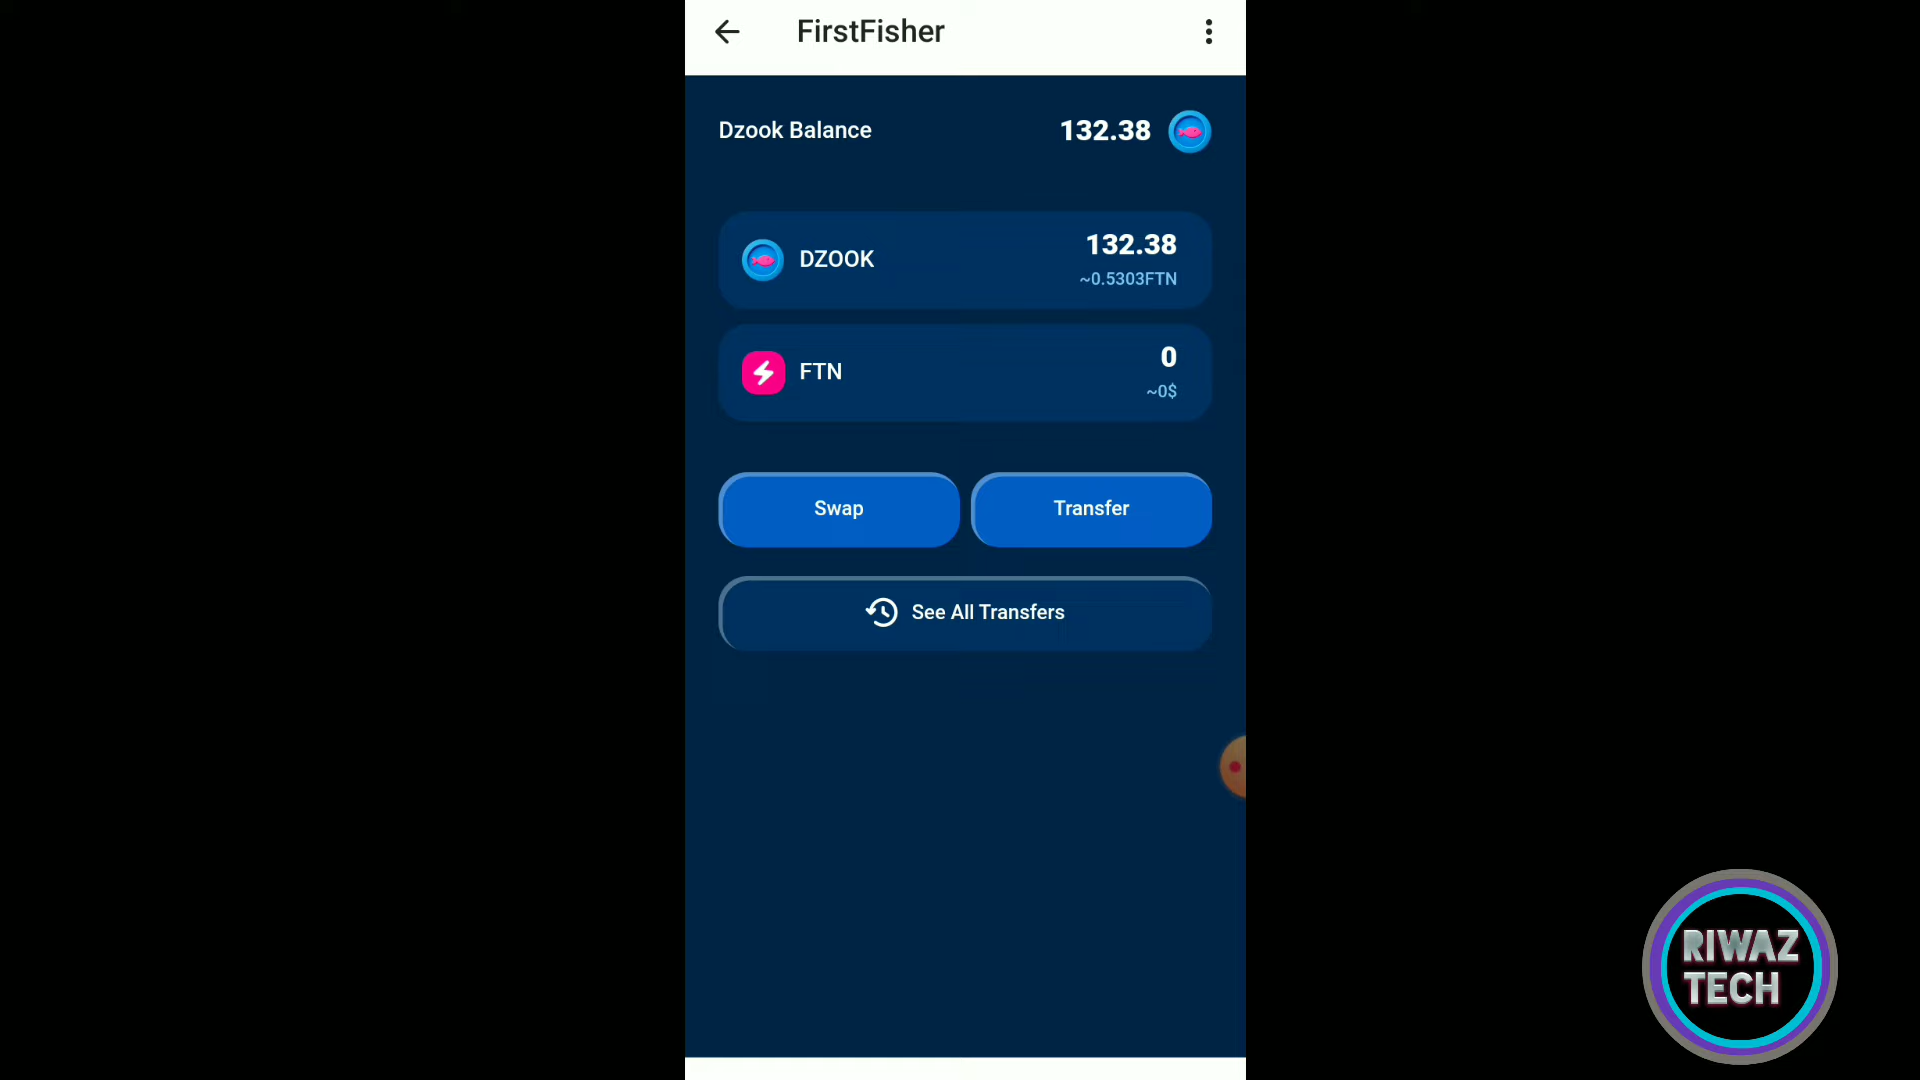 FirstFisher
Dzook Balance 132.38
DZOOK 132.38
~0.5303FTN
FTN 0
~0$
Swap Transfer
See All Transfers
RIWAZ
TECH